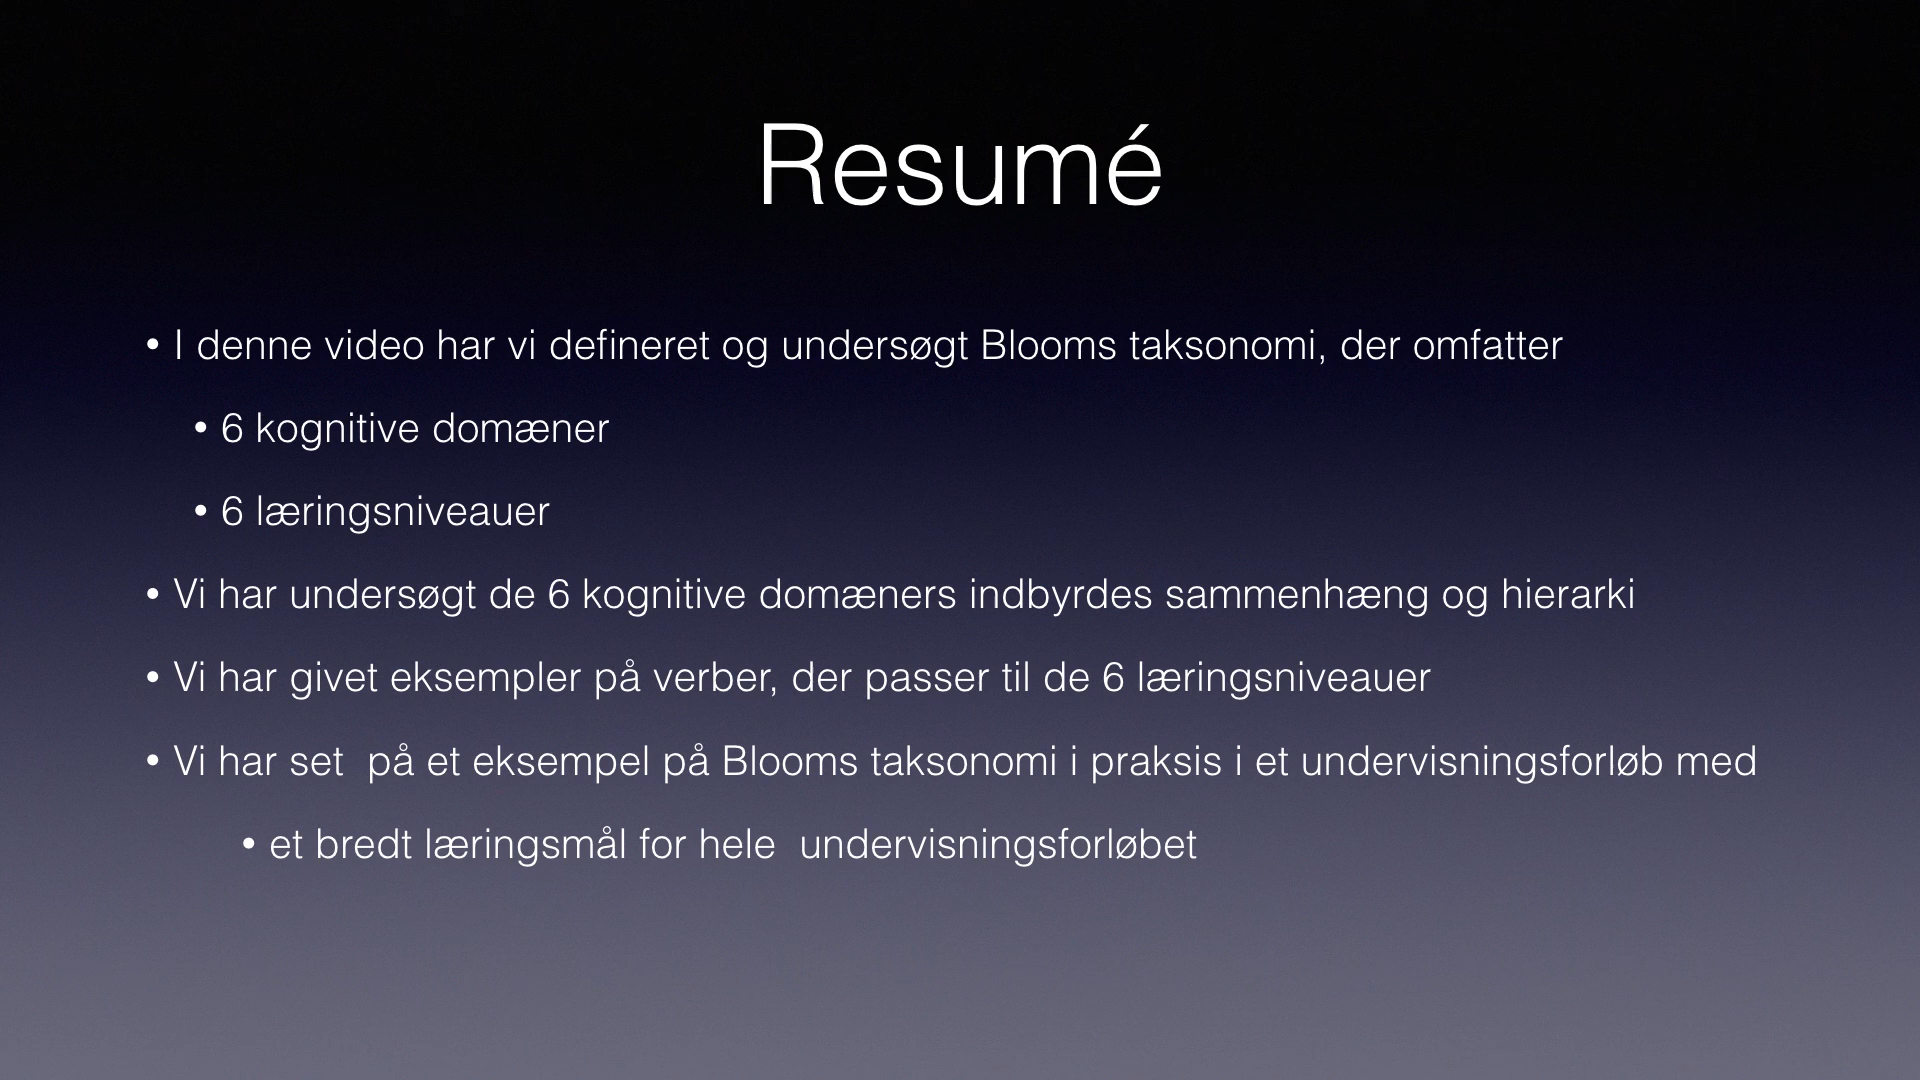 Resumé
• I denne video har vi defineret og undersøgt Blooms taksonomi, der omfatter
• 6 kognitive domæner
• 6 læringsniveauer
• Vi har undersøgt de 6 kognitive domæners indbyrdes sammenhæng og hierarki
• Vi har givet eksempler på verber, der passer til de 6 læringsniveauer
• Vi har set  på et eksempel på Blooms taksonomi i praksis i et undervisningsforløb med
• et bredt læringsmål for hele  undervisningsforløbet